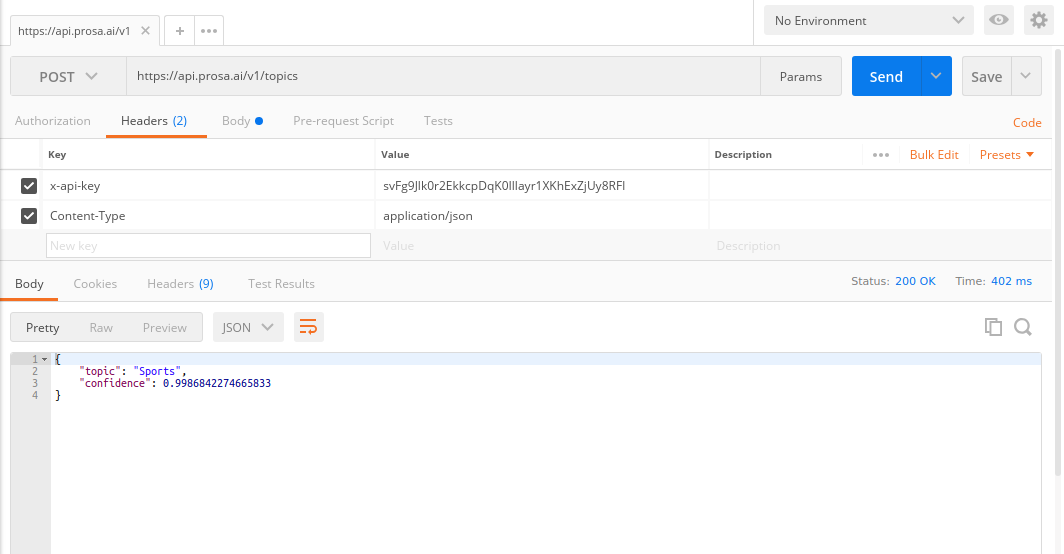 https://api.prosa.ai/v1
No Environment
POST https://api.prosa.ai/v1/topics Params Send Save
Authorization Headers (2) Body Pre-request Script Tests Code
Key Value Description Bulk Edit Presets
x-api-key
Content-Type application/json
New key Value Description
Body Cookies Headers (9) Test Results Status: 200 OK Time: 402 ms
Pretty Raw Preview JSON
1 {
2 "topic": "Sports",
3 "confidence": 0.9986842274665833
4 }